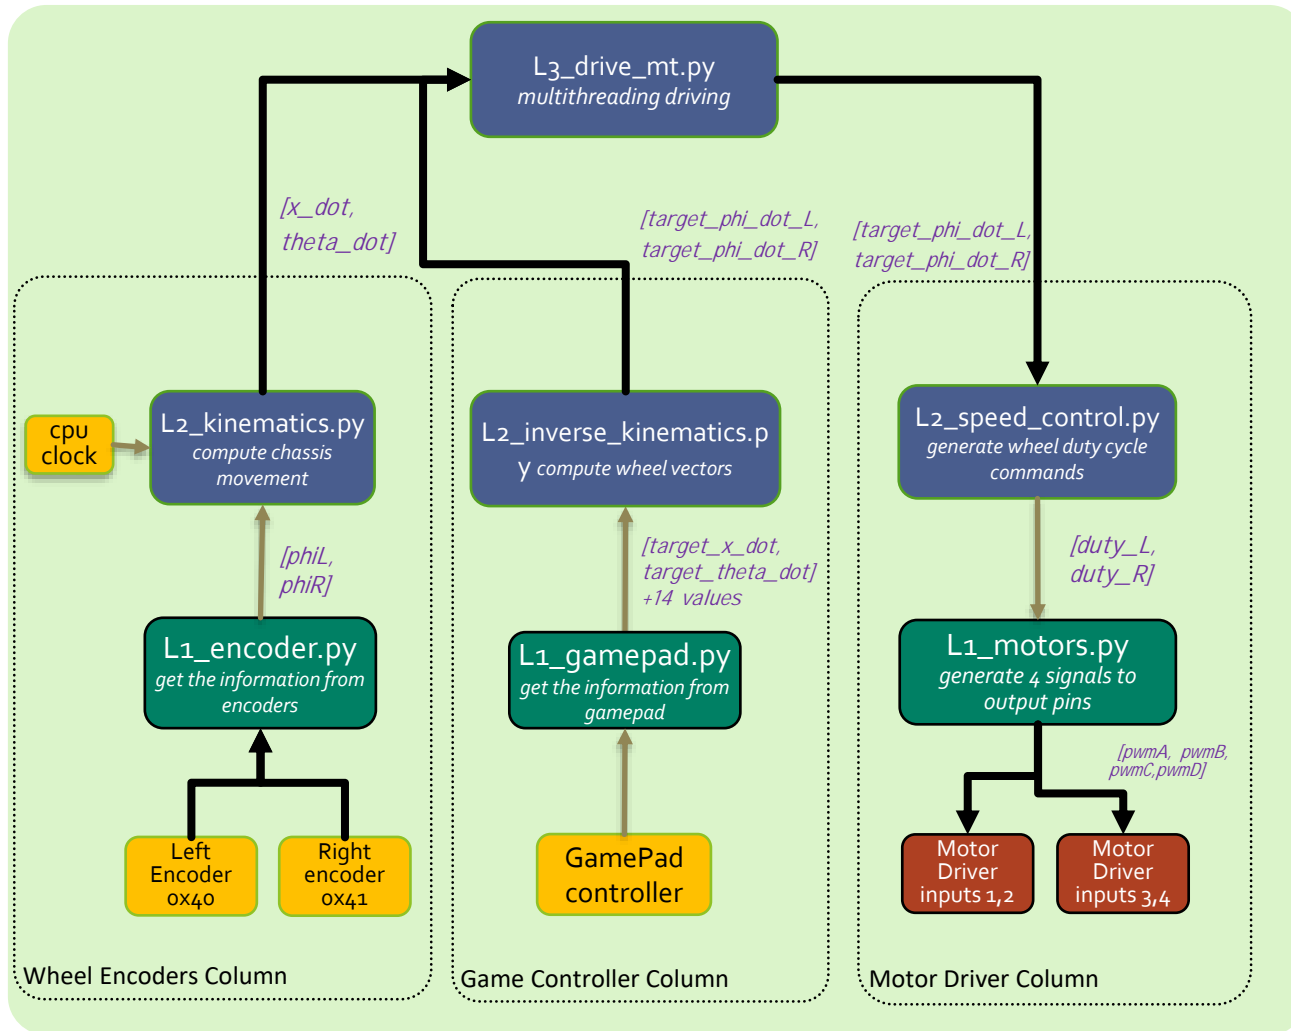 L3_drive_mt.py
multithreading driving
[x_dot,
theta_dot]
[target_phi_dot_L,
target_phi_dot_R]
[target_phi_dot_L,
target_phi_dot_R]
cpu
clock
L2_kinematics.py
compute chassis
movement
L2_inverse_kinematics.p
y compute wheel vectors
L2_speed_control.py
generate wheel duty cycle
commands
[phiL,
phiR]
[target_x_dot,
target_theta_dot]
+14 values
[duty_L,
duty_R]
L1_encoder.py
get the information from
encoders
L1_gamepad.py
get the information from
gamepad
L1_motors.py
generate 4 signals to
output pins
[pwmA, pwmB,
pwmC,pwmD]
Left
Encoder
0x40
Right
encoder
0x41
GamePad
controller
Motor
Driver
inputs 1,2
Motor
Driver
inputs 3,4
Wheel Encoders Column
Game Controller Column
Motor Driver Column